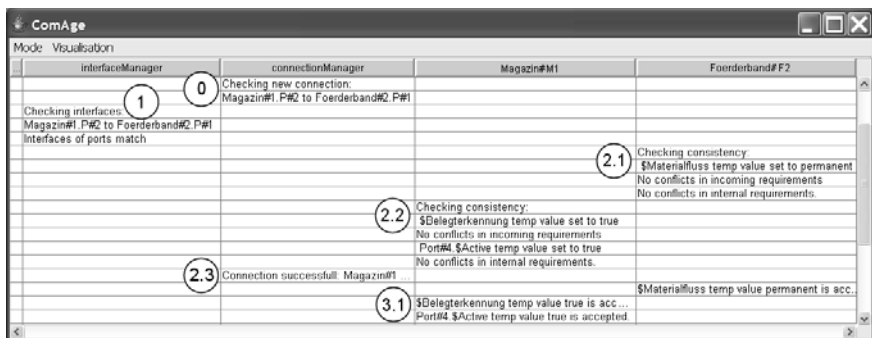 ComAge
Mode Visualisation
... interfaceManager connectionManager Magazin#M1 Foerderband#F2
0 Checking new connection:
1 Magazin#1.P#2 to Foerderband#2.P#1
Checking interfaces:
Magazin#1.P#2 to Foerderband#2.P#1
Interfaces of ports match
2.1 Checking consistency:
$Materialfluss temp value set to permanent
No conflicts in incoming requirements
No conflicts in internal requirements.
2.2 Checking consistency:
$Belegterkennung temp value set to true
No conflicts in incoming requirements
Port#4.$Active temp value set to true
No conflicts in internal requirements.
2.3 Connection successfull: Magazin#1 ...
$Materialfluss temp value permanent is acc...
3.1 $Belegterkennung temp value true is acc ...
Port#4.$Active temp value true is accepted.